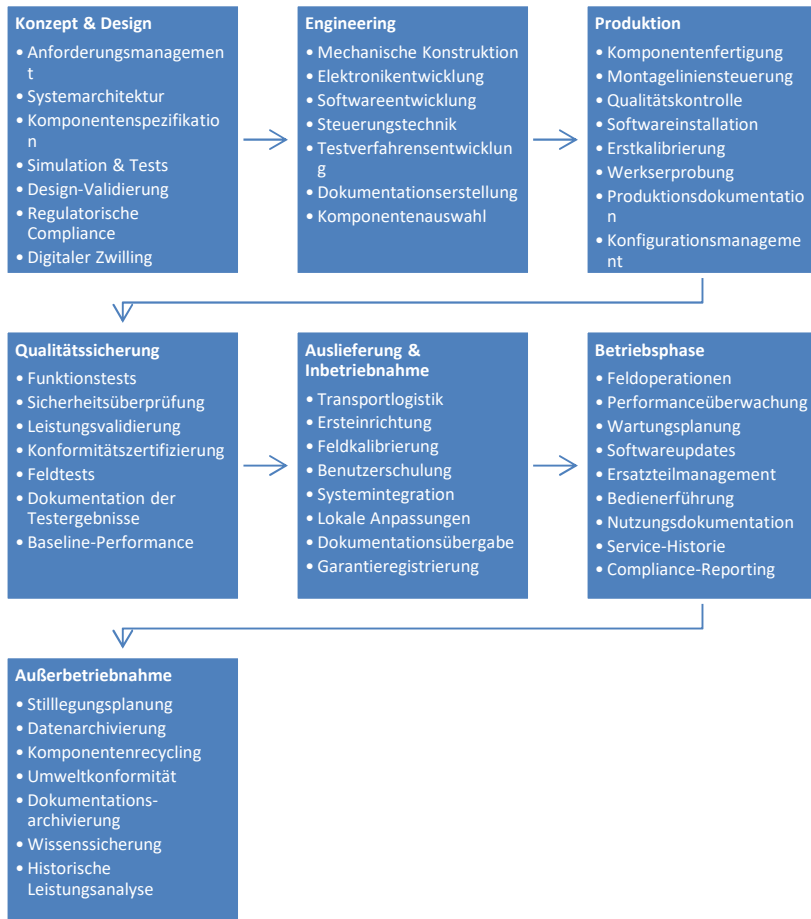 Konzept & Design
• Anforderungsmanagemen
t
• Systemarchitektur
• Komponentenspezifikatio
n
• Simulation & Tests
• Design-Validierung
• Regulatorische
Compliance
• Digitaler Zwilling
Engineering
• Mechanische Konstruktion
• Elektronikentwicklung
• Softwareentwicklung
• Steuerungstechnik
• Testverfahrensentwicklun
g
• Dokumentationserstellung
• Komponentenauswahl
Produktion
• Komponentenfertigung
• Montageliniensteuerung
• Qualitätskontrolle
• Softwareinstallation
• Erstkalibrierung
• Werkserprobung
• Produktionsdokumentatio
n
• Konfigurationsmanageme
nt
Qualitätssicherung
• Funktionstests
• Sicherheitsüberprüfung
• Leistungsvalidierung
• Konformitätszertifizierung
• Feldtests
• Dokumentation der
Testergebnisse
• Baseline-Performance
Auslieferung &
Inbetriebnahme
• Transportlogistik
• Ersteinrichtung
• Feldkalibrierung
• Benutzerschulung
• Systemintegration
• Lokale Anpassungen
• Dokumentationsübergabe
• Garantieregistrierung
Betriebsphase
• Feldoperationen
• Performanceüberwachung
• Wartungsplanung
• Softwareupdates
• Ersatzteilmanagement
• Bedienerführung
• Nutzungsdokumentation
• Service-Historie
• Compliance-Reporting
Außerbetriebnahme
• Stilllegungsplanung
• Datenarchivierung
• Komponentenrecycling
• Umweltkonformität
• Dokumentations-
archivierung
• Wissenssicherung
• Historische
Leistungsanalyse